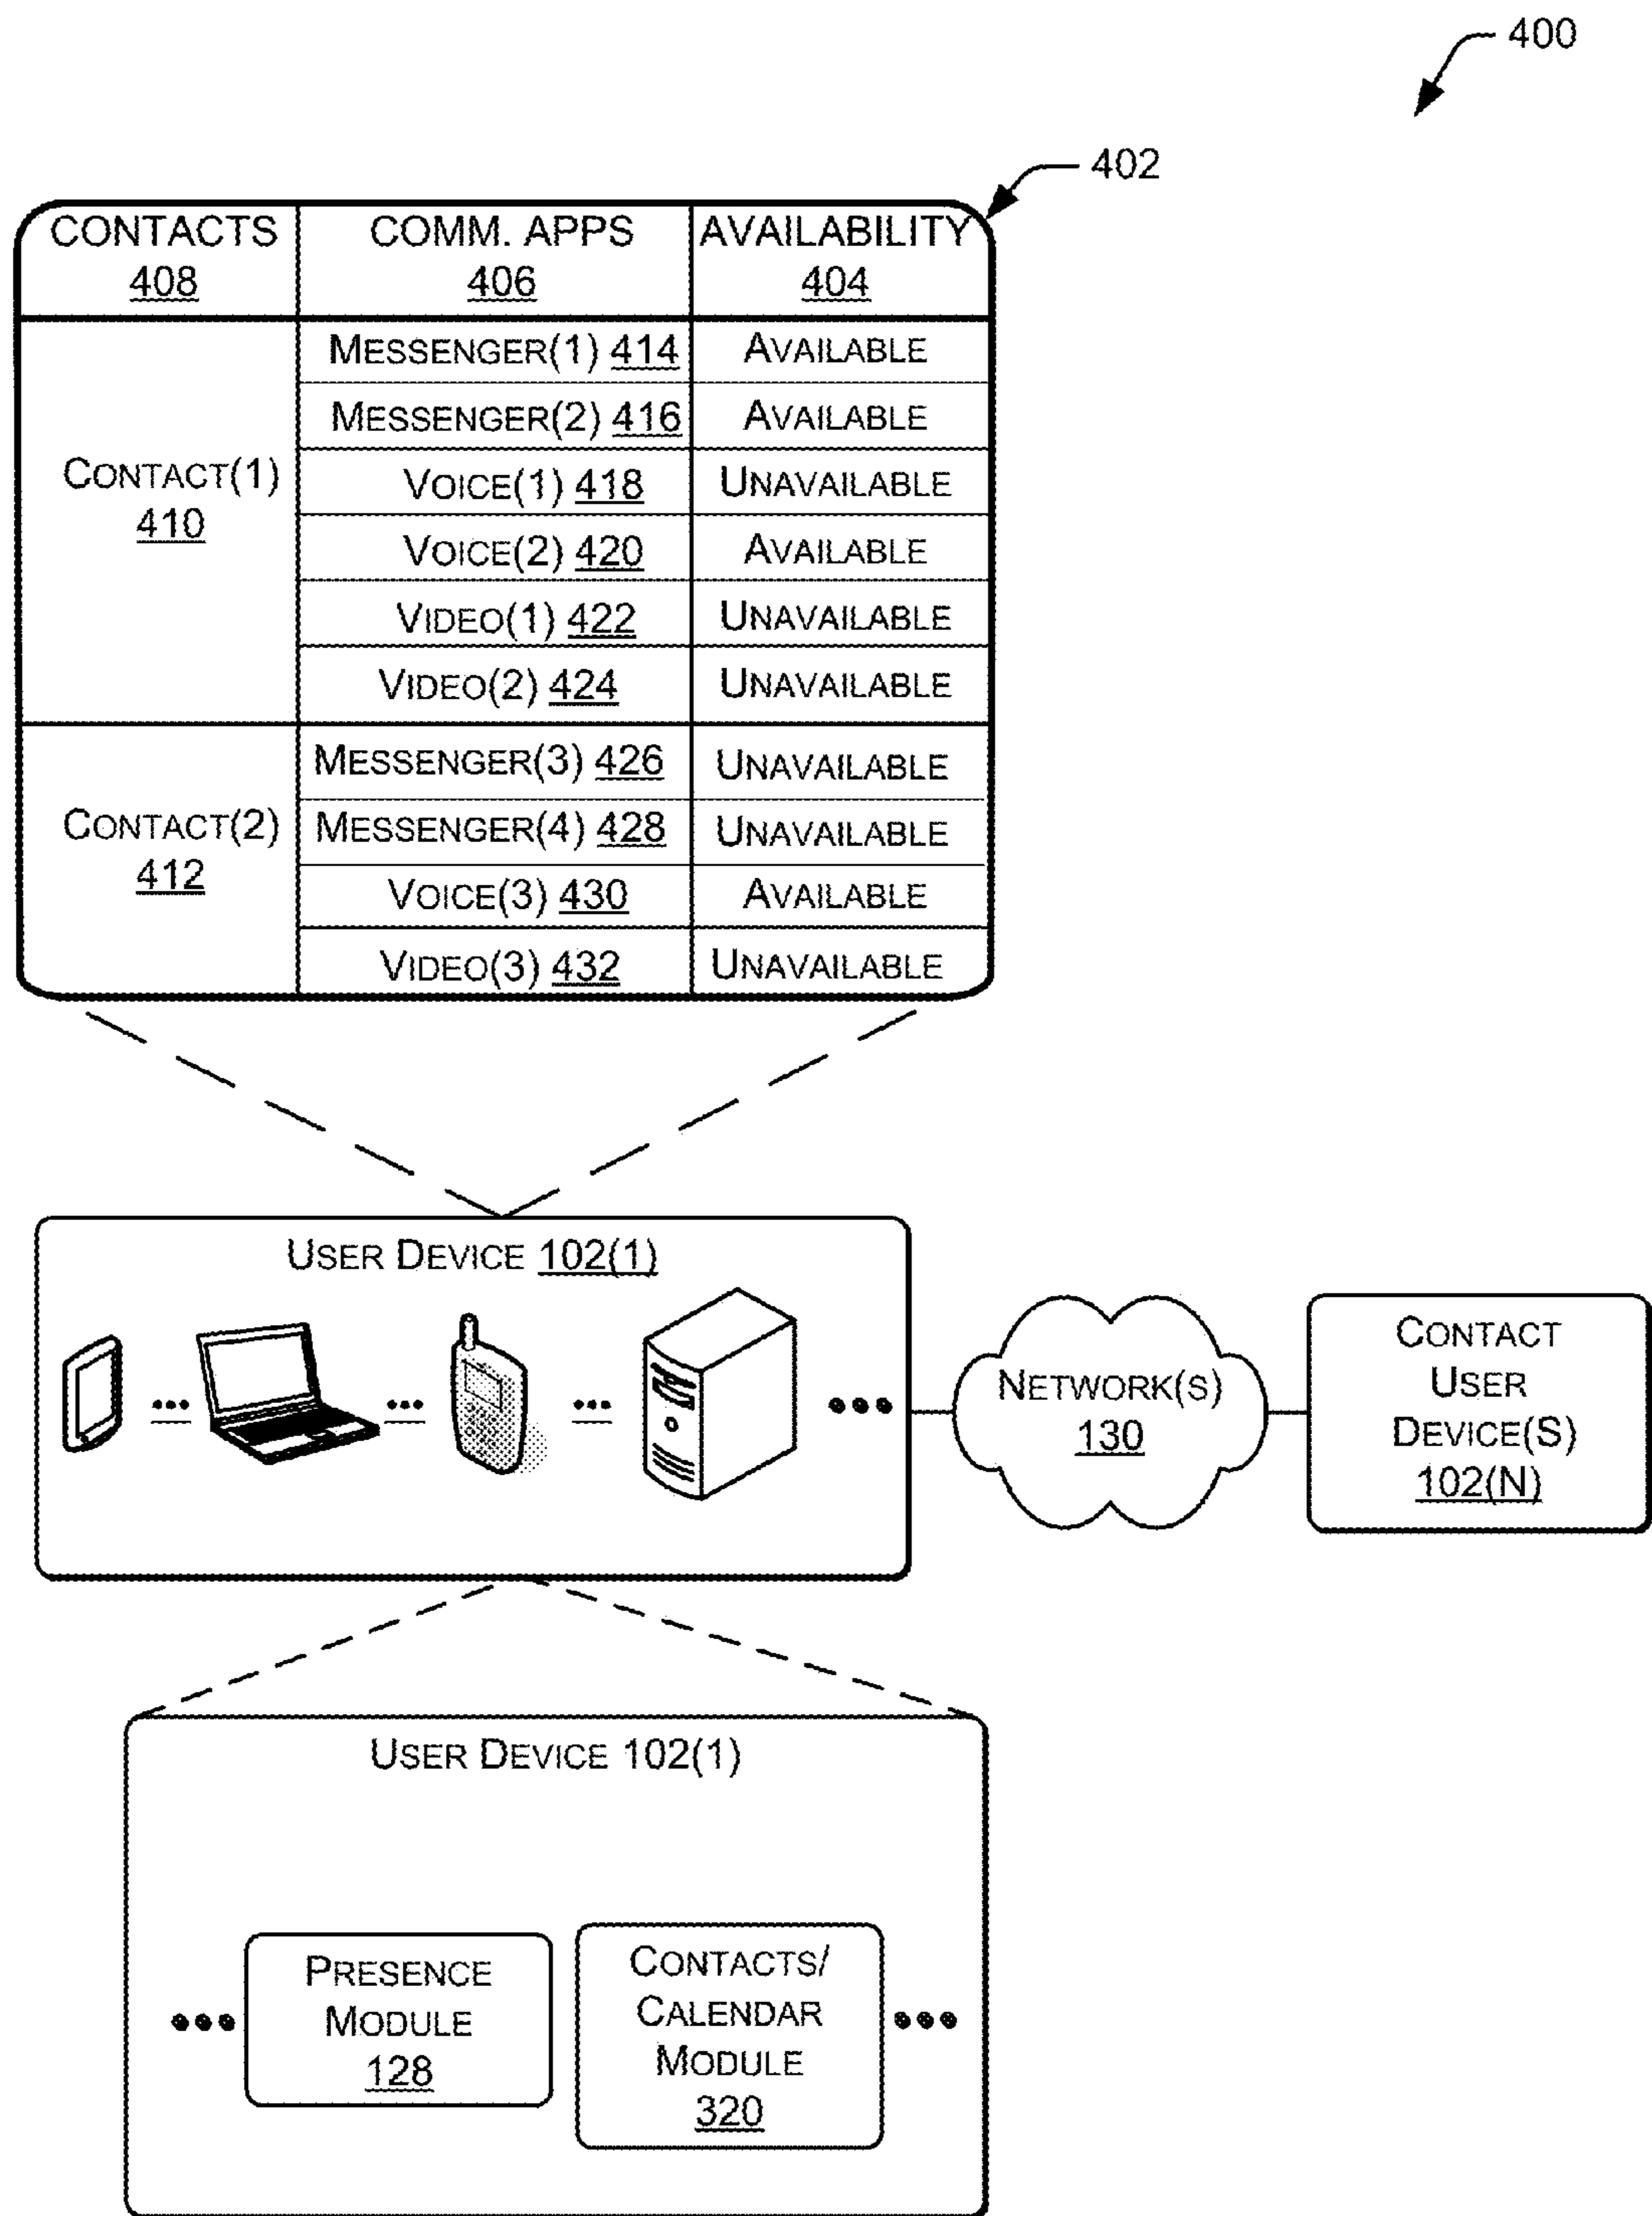 400
402
CONTACTS COMM. APPS AVAILABILITY
408 406 404
MESSENGER(1) 414 AVAILABLE
MESSENGER(2) 416 AVAILABLE
CONTACT(1)
410
VOICE(1) 418 UNAVAILABLE
VOICE(2) 420 AVAILABLE
VIDEO(1) 422 UNAVAILABLE
VIDEO(2) 424 UNAVAILABLE
MESSENGER(3) 426 UNAVAILABLE
CONTACT(2)
412
MESSENGER(4) 428 UNAVAILABLE
VOICE(3) 430 AVAILABLE
VIDEO(3) 432 UNAVAILABLE
USER DEVICE 102(1)
NETWORK(S)
130
CONTACT
USER
DEVICE(S)
102(N)
USER DEVICE 102(1)
PRESENCE
MODULE
128
CONTACTS/
CALENDAR
MODULE
320